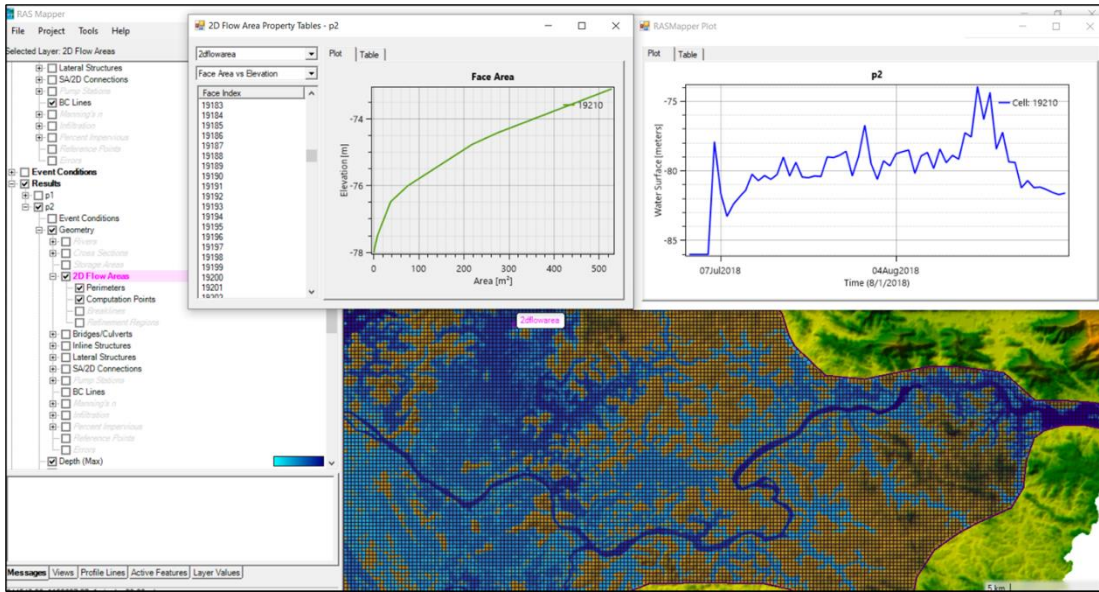 RAS Mapper
File Project Tools Help
Selected Layer: 2D Flow Areas
Lateral Structures
SA/2D Connections
Pump Stations
BC Lines
Manning's n
Infiltration
Percent Impervious
Reference Points
Errors
Event Conditions
Results
p1
p2
Event Conditions
Geometry
Rivers
Cross Sections
Storage Areas
2D Flow Areas
Perimeters
Computation Points
Breaklines
Refinement Regions
Bridges/Culverts
Inline Structures
Lateral Structures
SA/2D Connections
Pump Stations
BC Lines
Manning's n
Infiltration
Percent Impervious
Reference Points
Errors
Depth (Max)
Messages Views Profile Lines Active Features Layer Values
2D Flow Area Property Tables - p2
2dflowarea
Face Area vs Elevation
Face Index
19183
19184
19185
19186
19187
19188
19189
19190
19191
19192
19193
19194
19195
19196
19197
19198
19199
19200
19201
19202
Plot Table
Face Area
19210
-74
-76
-78
Elevation [m]
0 100 200 300 400 500
Area [m²]
RASMapper Plot
Plot Table
p2
Cell: 19210
-75
-80
-85
Water Surface [meters]
07Jul2018 04Aug2018
Time (8/1/2018)
2dflowarea
5 km